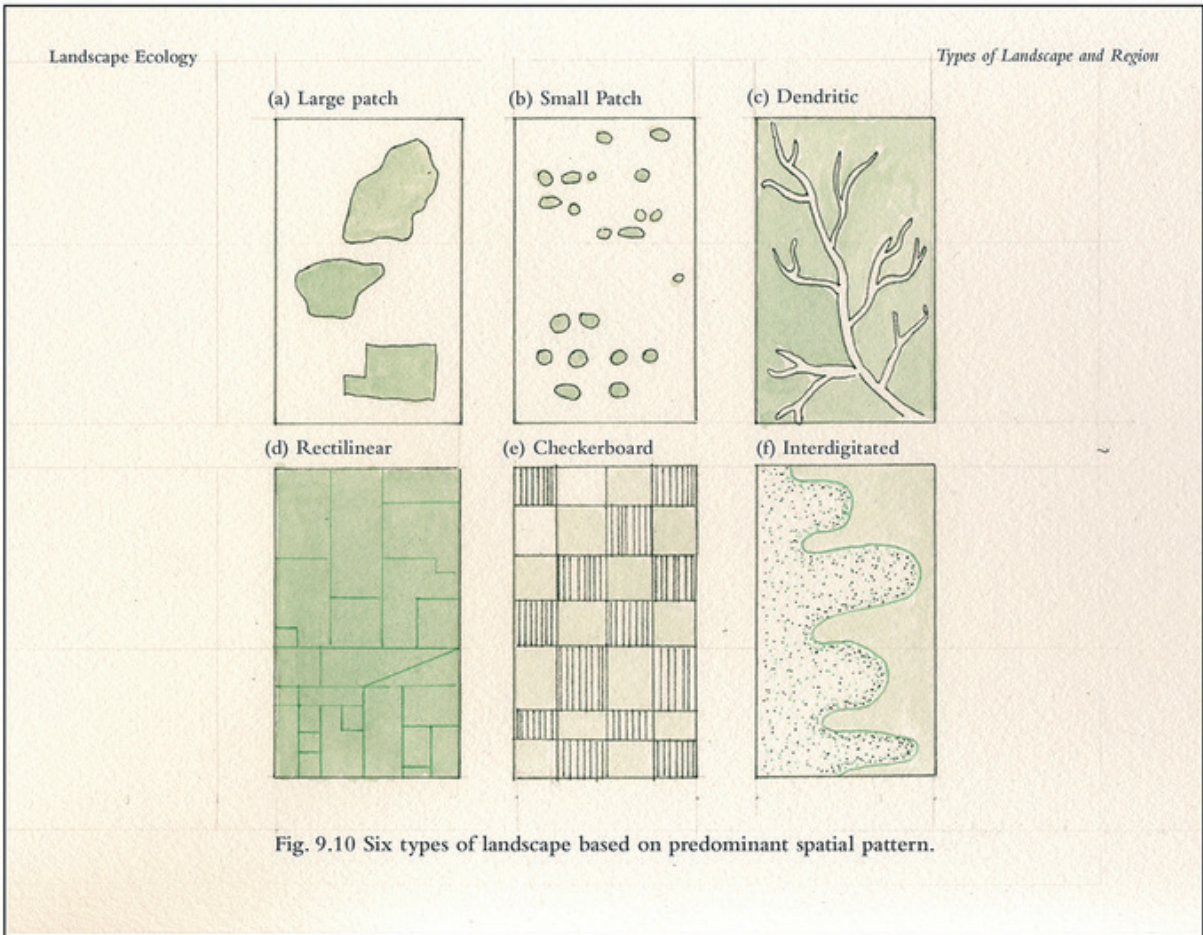 Landscape Ecology
Types of Landscape and Region
(a) Large patch
(b) Small Patch
(c) Dendritic
(d) Rectilinear
(e) Checkerboard
(f) Interdigitated
Fig. 9.10 Six types of landscape based on predominant spatial pattern.